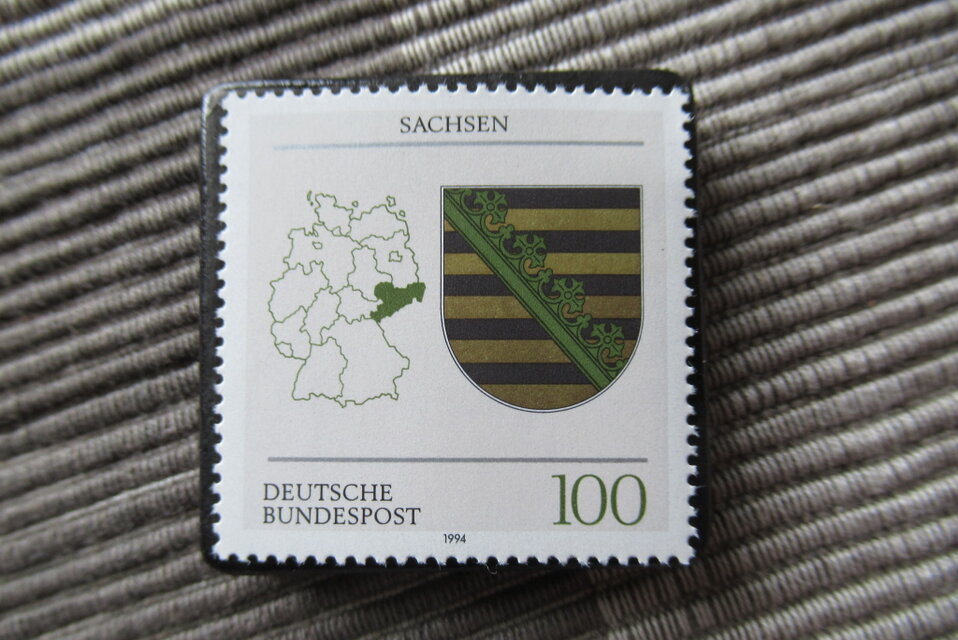 SACHSEN
DEUTSCHE
BUNDESPOST
100
1994